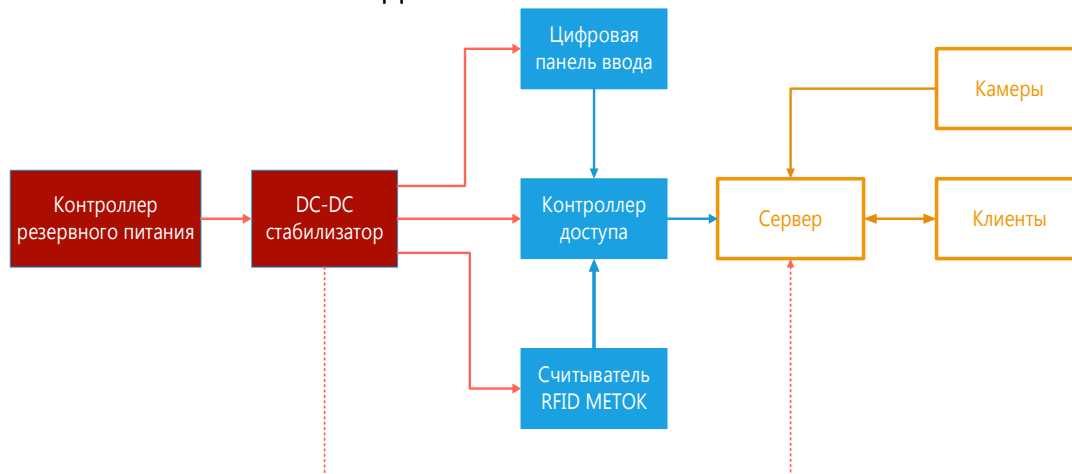 Цифровая
панель ввода
Камеры
Контроллер
резервного питания
DC-DC
стабилизатор
Контроллер
доступа
Сервер
Клиенты
Считыватель
RFID МЕТОК